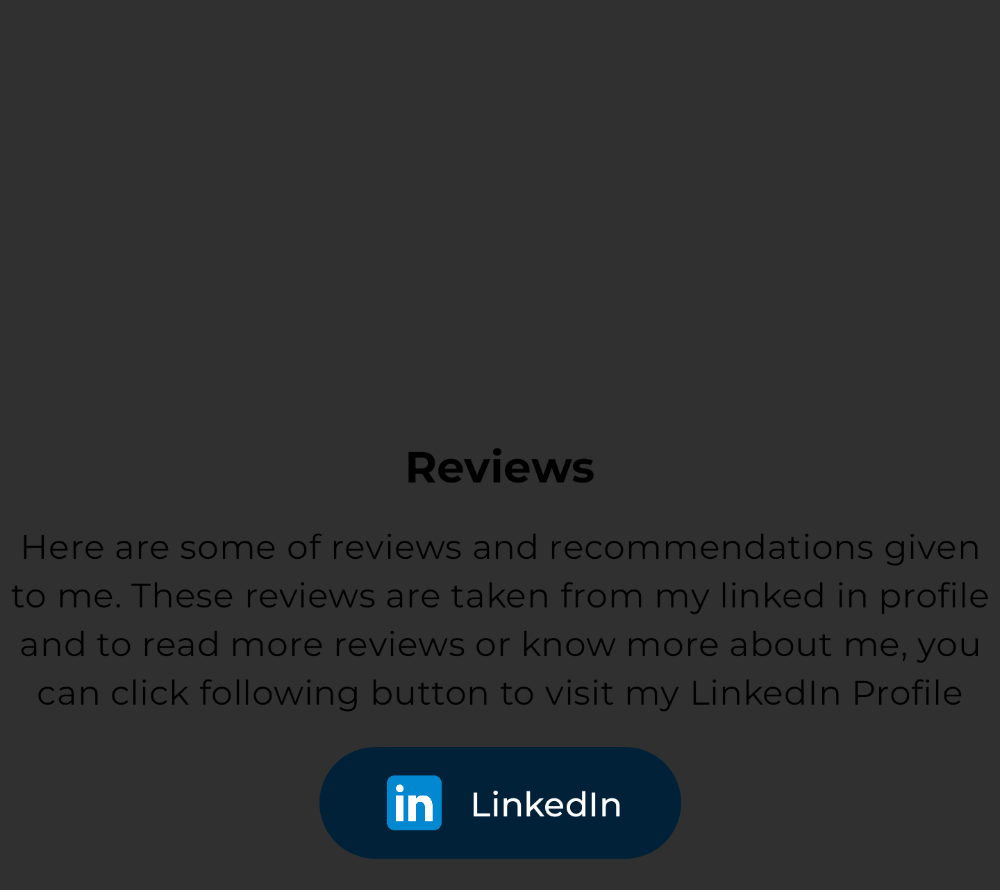 Reviews
Here are some of reviews and recommendations given
to me. These reviews are taken from my linked in profile
and to read more reviews or know more about me, you
can click following button to visit my LinkedIn Profile
in LinkedIn